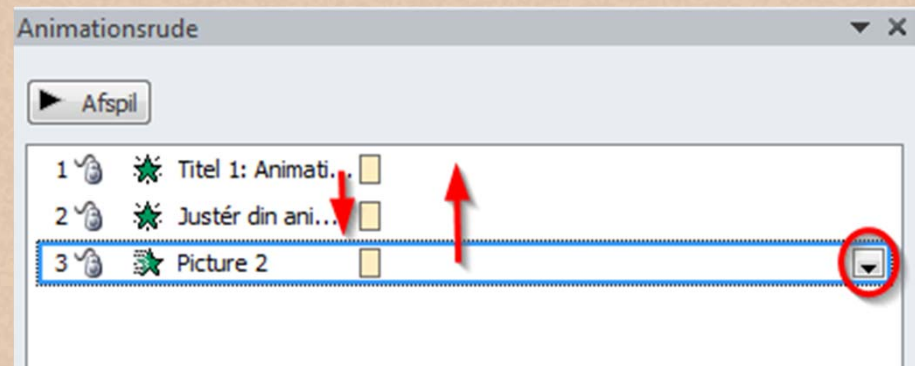 Animationsrude
Afspil
1 Titel 1: Animati...
2 Justér din ani...
3 Picture 2